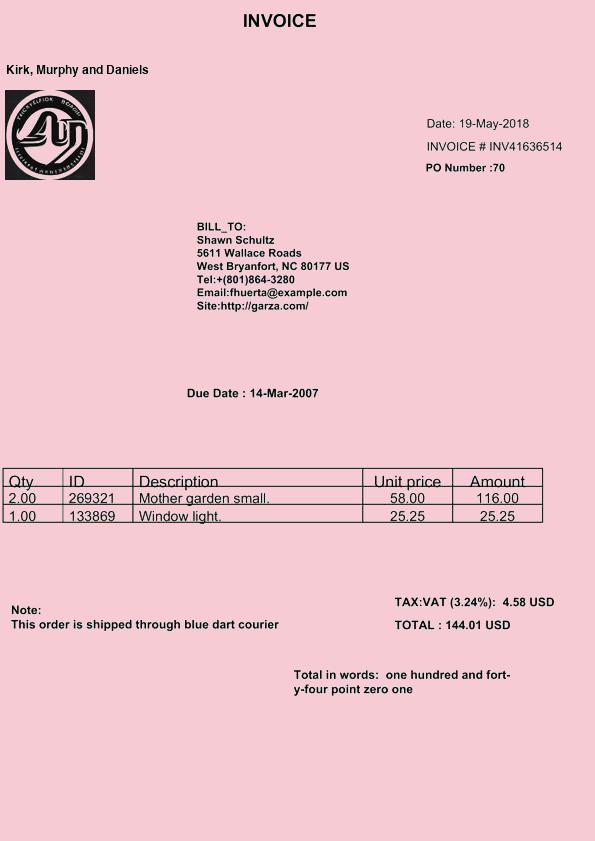 INVOICE
Kirk, Murphy and Daniels
Date: 19-May-2018
INVOICE # INV41636514
PO Number :70
BILL_TO:
Shawn Schultz
5611 Wallace Roads
West Bryanfort, NC 80177 US
Tel:+(801)864-3280
Email:fhuerta@example.com
Site:http://garza.com/
Due Date : 14-Mar-2007
Qty ID Description Unit price Amount
2.00 269321 Mother garden small. 58.00 116.00
1.00 133869 Window light. 25.25 25.25
TAX:VAT (3.24%): 4.58 USD
Note:
This order is shipped through blue dart courier
TOTAL : 144.01 USD
Total in words: one hundred and fort-
y-four point zero one